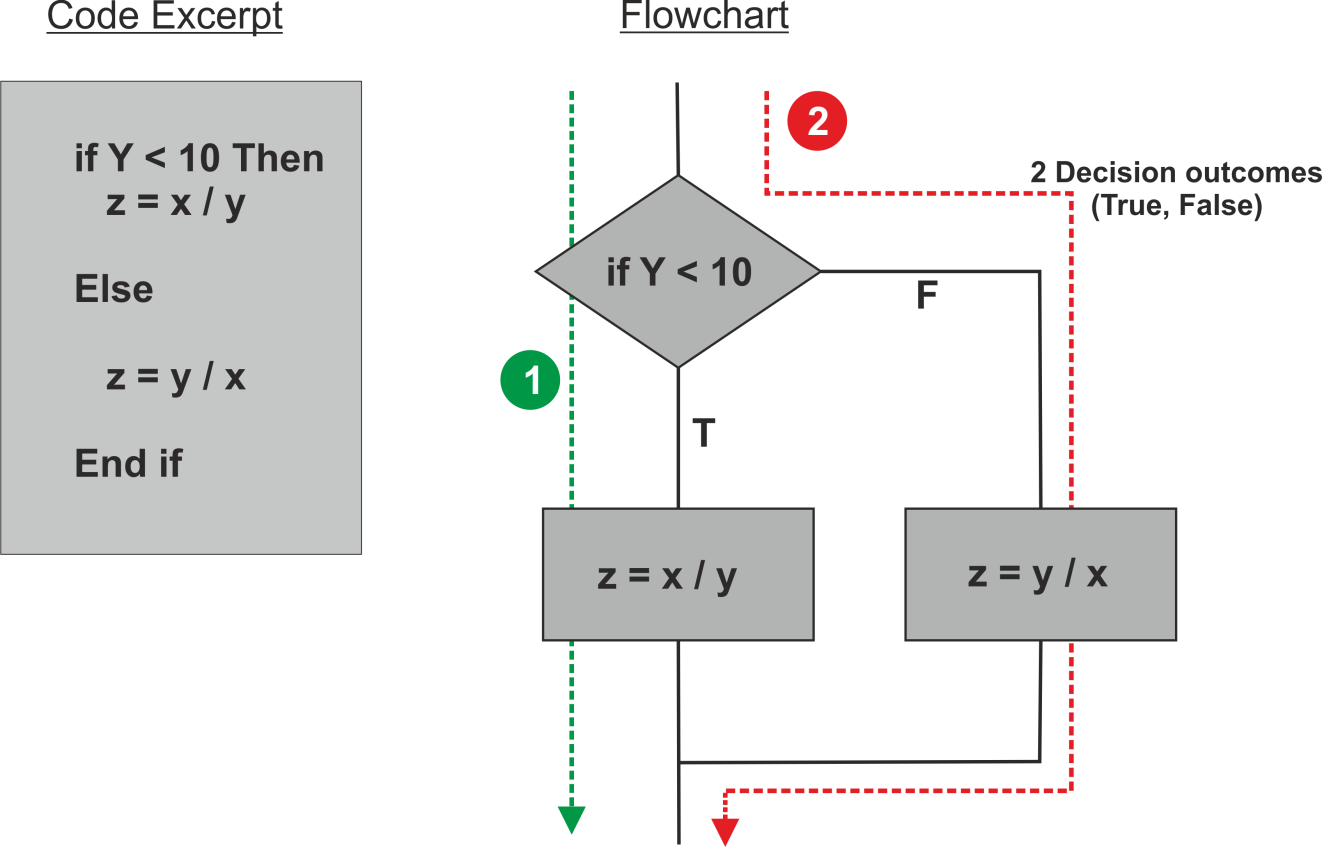 Code Excerpt
Flowchart
if Y < 10 Then
z = x / y
Else
z = y / x
End if
2
2 Decision outcomes
(True, False)
if Y < 10
F
1
T
z = x / y
z = y / x